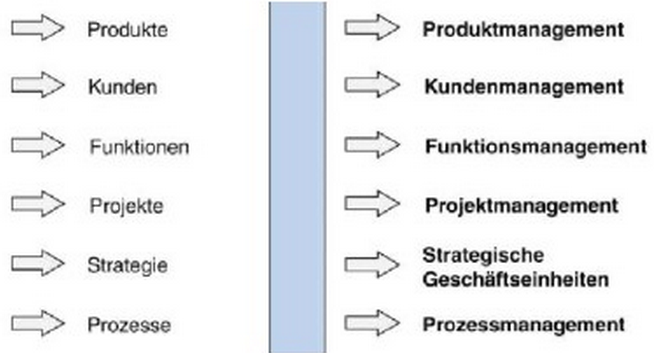 Produkte
Produktmanagement
Kunden
Kundenmanagement
Funktionen
Funktionsmanagement
Projekte
Projektmanagement
Strategie
Strategische
Geschäftseinheiten
Prozesse
Prozessmanagement